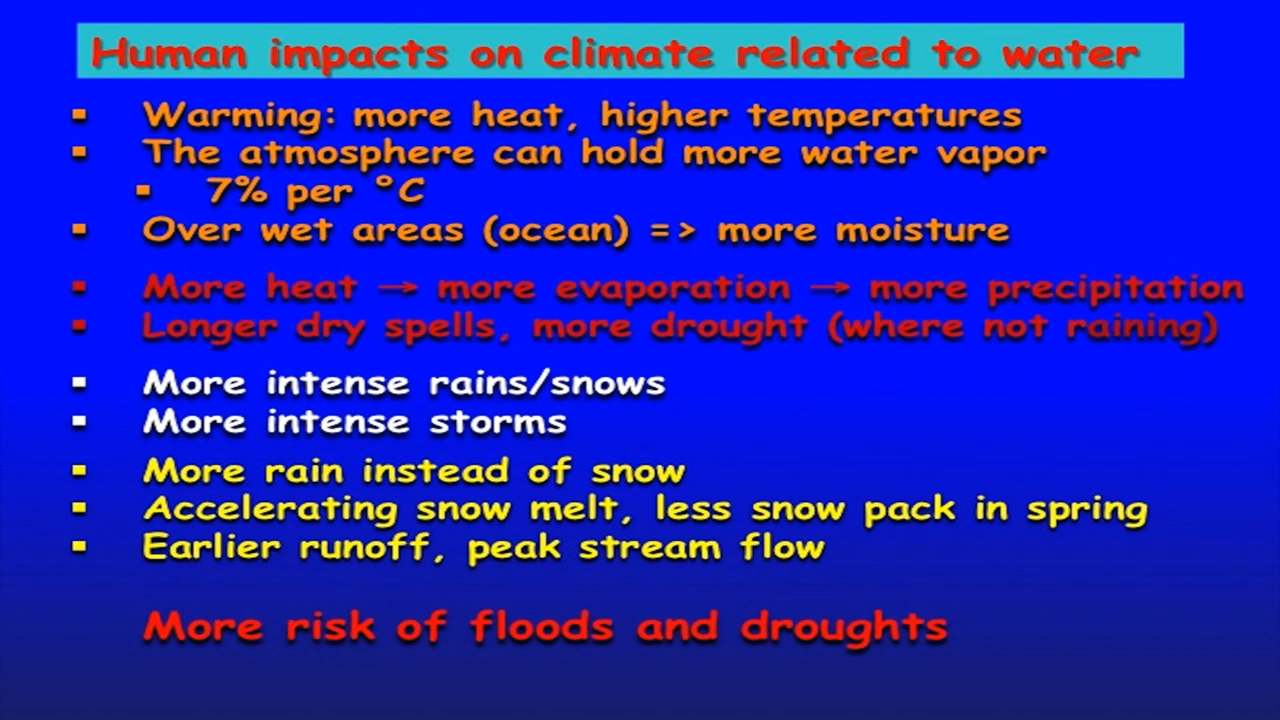 Human impacts on climate related to water
▪ Warming: more heat, higher temperatures
▪ The atmosphere can hold more water vapor
▪ 7% per °C
▪ Over wet areas (ocean) => more moisture
▪ More heat → more evaporation → more precipitation
▪ Longer dry spells, more drought (where not raining)
▪ More intense rains/snows
▪ More intense storms
▪ More rain instead of snow
▪ Accelerating snow melt, less snow pack in spring
▪ Earlier runoff, peak stream flow
More risk of floods and droughts